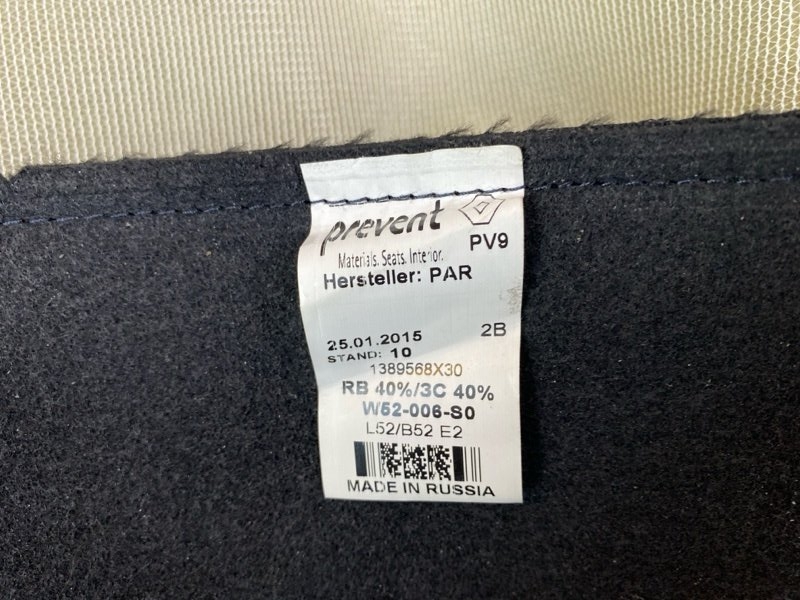 prevent
PV9
Materials. Seats. Interior.
Hersteller: PAR
25.01.2015 2B
STAND: 10
1389568X30
RB 40%/3C 40%
W52-006-S0
L52/B52 E2
MADE IN RUSSIA